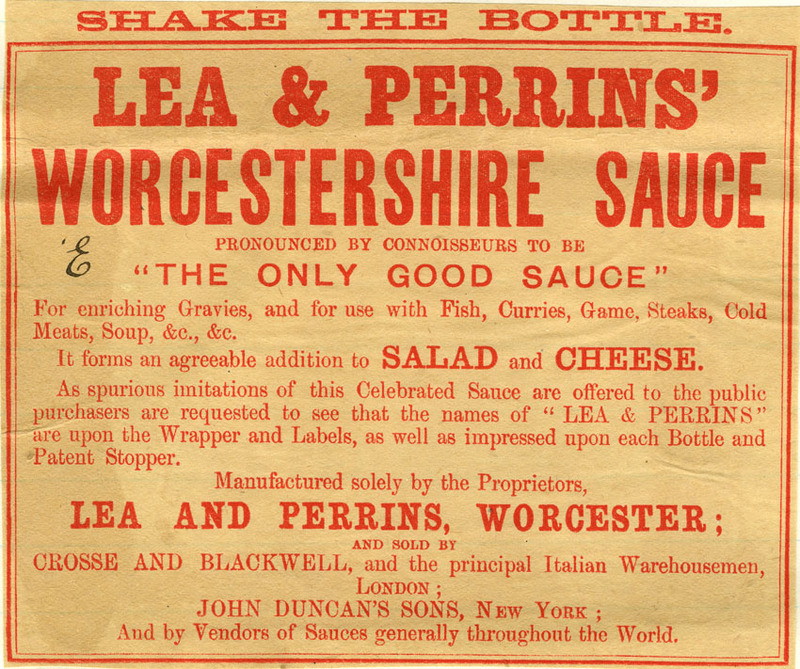 SHAKE THE BOTTLE.
LEA & PERRINS'
WORCESTERSHIRE SAUCE
PRONOUNCED BY CONNOISSEURS TO BE
E
"THE ONLY GOOD SAUCE"
For enriching Gravies, and for use with Fish, Curries, Game, Steaks, Cold
Meats, Soup, &c., &c.
It forms an agreeable addition to SALAD and CHEESE.
As spurious imitations of this Celebrated Sauce are offered to the public
purchasers are requested to see that the names of "LEA & PERRINS"
are upon the Wrapper and Labels, as well as impressed upon each Bottle and
Patent Stopper.
Manufactured solely by the Proprietors,
LEA AND PERRINS, WORCESTER;
AND SOLD BY
CROSSE AND BLACKWELL, and the principal Italian Warehousemen,
LONDON;
JOHN DUNCAN'S SONS, NEW YORK;
And by Vendors of Sauces generally throughout the World.